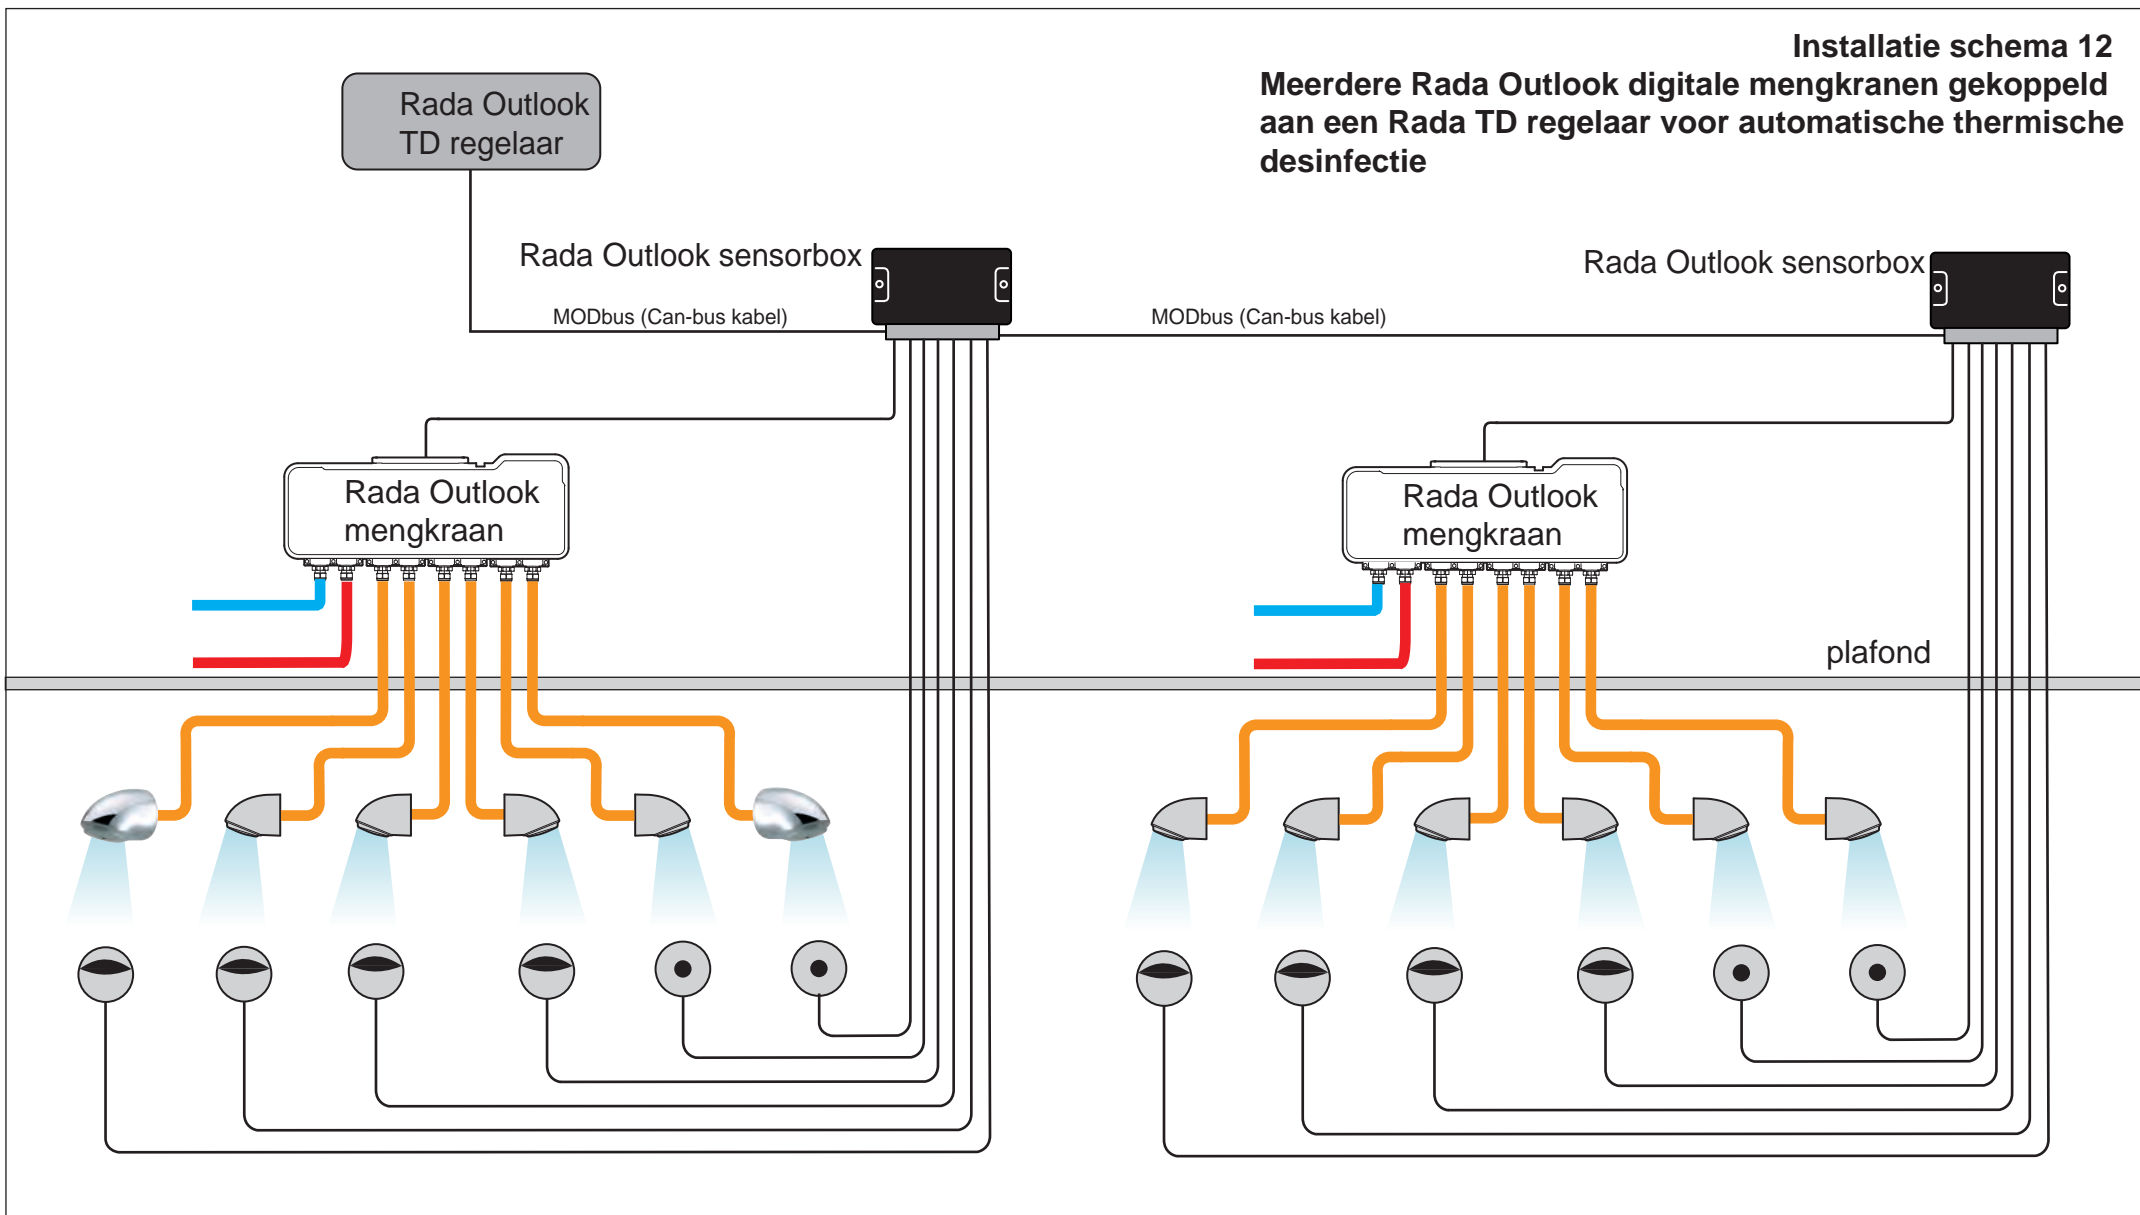 Installatie schema 12
Meerdere Rada Outlook digitale mengkranen gekoppeld
aan een Rada TD regelaar voor automatische thermische
desinfectie
Rada Outlook
TD regelaar
Rada Outlook sensorbox
Rada Outlook sensorbox
MODbus (Can-bus kabel)
MODbus (Can-bus kabel)
Rada Outlook
mengkraan
Rada Outlook
mengkraan
plafond